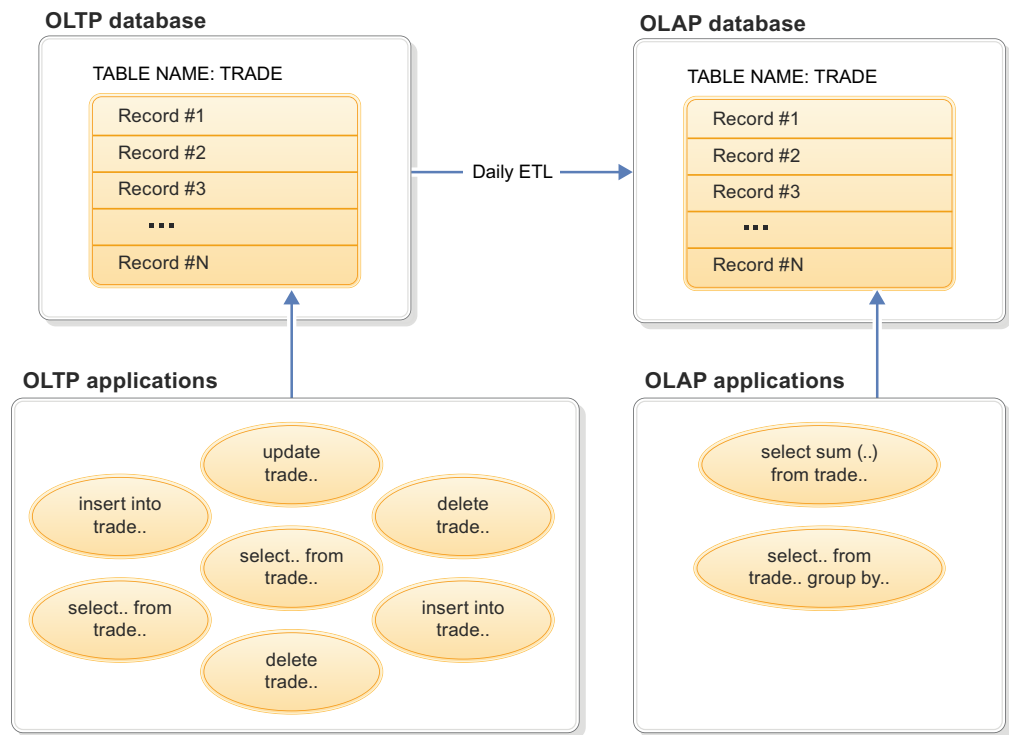 OLTP database
TABLE NAME: TRADE
Record #1
Record #2
Record #3
...
Record #N
Daily ETL
OLAP database
TABLE NAME: TRADE
Record #1
Record #2
Record #3
...
Record #N
OLTP applications
update
trade..
insert into
trade..
delete
trade..
select.. from
trade..
select.. from
trade..
insert into
trade..
delete
trade..
OLAP applications
select sum (..)
from trade..
select.. from
trade.. group by..